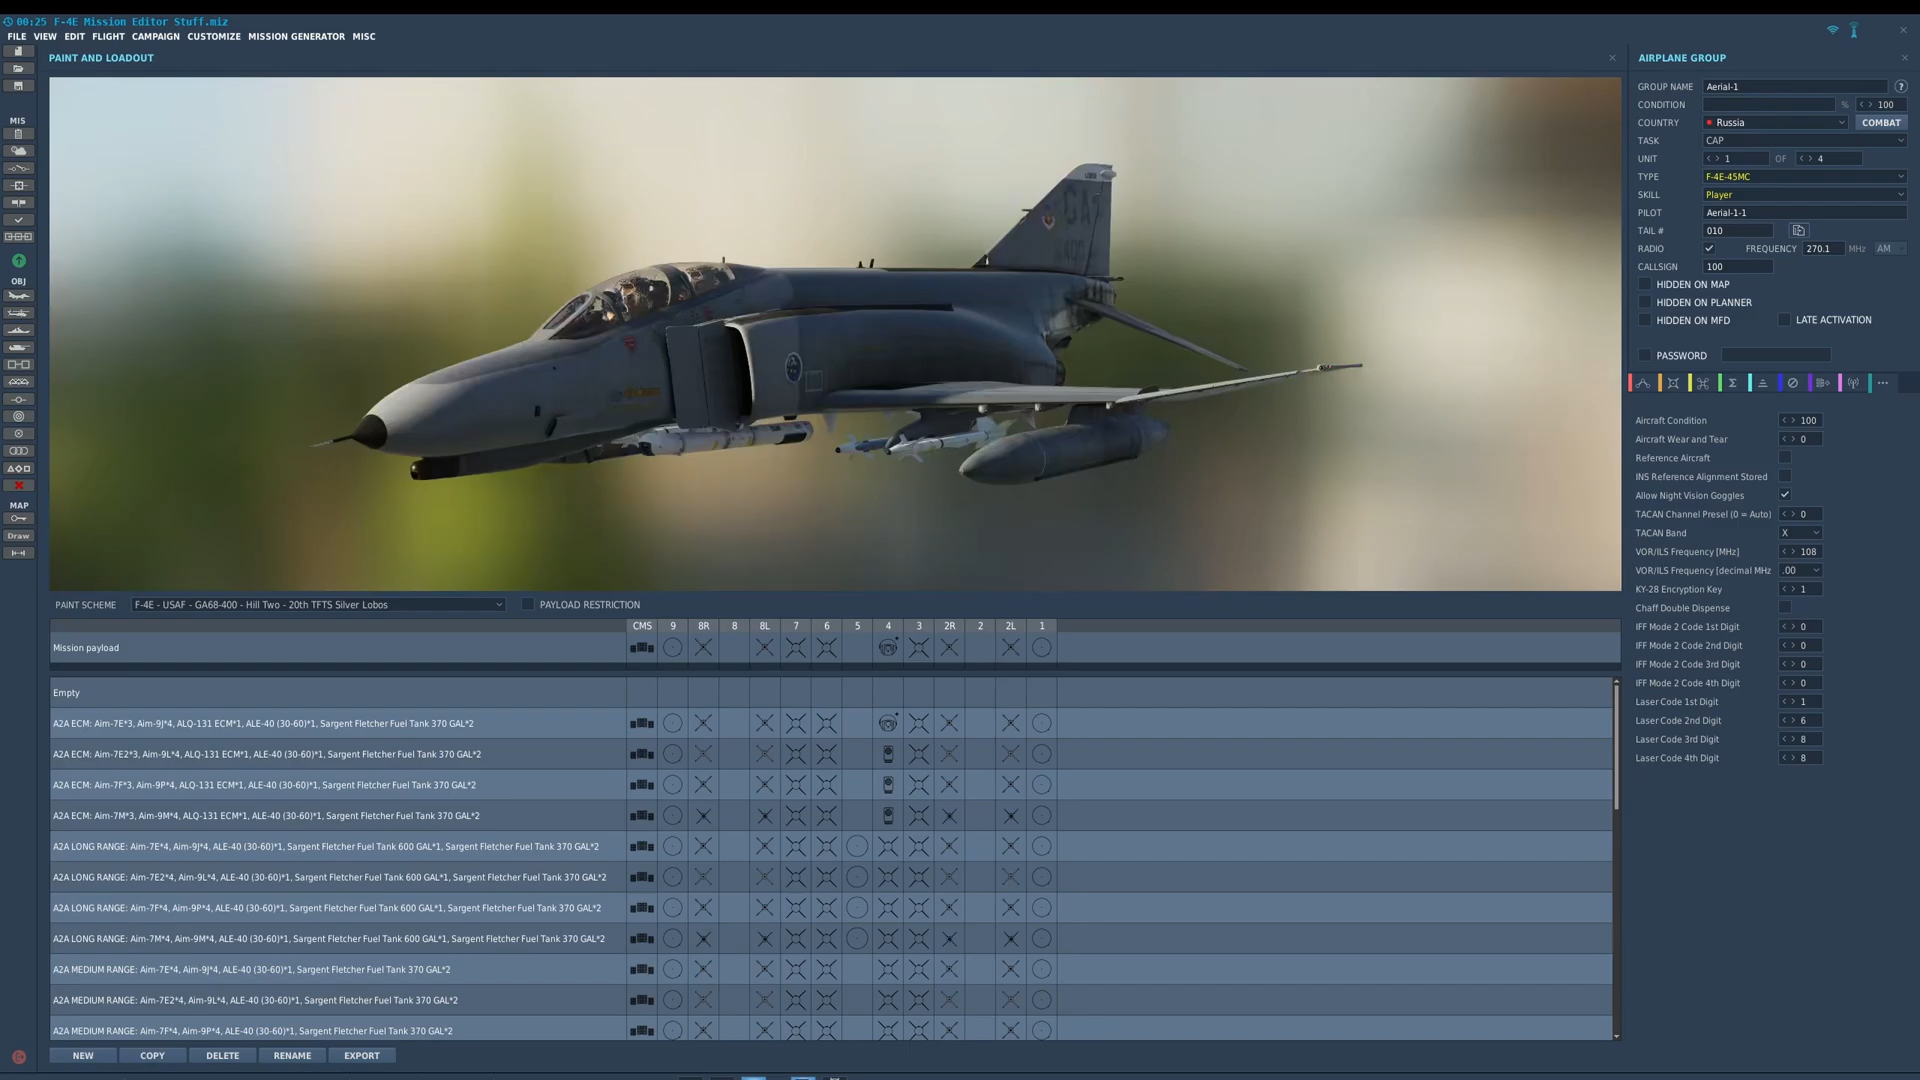 00:25 F-4E Mission Editor Stuff.miz
FILE VIEW EDIT FLIGHT CAMPAIGN CUSTOMIZE MISSION GENERATOR MISC
PAINT AND LOADOUT
MIS
OBJ
MAP
Draw
PAINT SCHEME F-4E - USAF - GA68-400 - Hill Two - 20th TFTS Silver Lobos PAYLOAD RESTRICTION
CMS 9 8R 8 8L 7 6 5 4 3 2R 2 2L 1
Mission payload
Empty
A2A ECM: Aim-7E*3, Aim-9J*4, ALQ-131 ECM*1, ALE-40 (30-60)*1, Sargent Fletcher Fuel Tank 370 GAL*2
A2A ECM: Aim-7E2*3, Aim-9L*4, ALQ-131 ECM*1, ALE-40 (30-60)*1, Sargent Fletcher Fuel Tank 370 GAL*2
A2A ECM: Aim-7F*3, Aim-9P*4, ALQ-131 ECM*1, ALE-40 (30-60)*1, Sargent Fletcher Fuel Tank 370 GAL*2
A2A ECM: Aim-7M*3, Aim-9M*4, ALQ-131 ECM*1, ALE-40 (30-60)*1, Sargent Fletcher Fuel Tank 370 GAL*2
A2A LONG RANGE: Aim-7E*4, Aim-9J*4, ALE-40 (30-60)*1, Sargent Fletcher Fuel Tank 600 GAL*1, Sargent Fletcher Fuel Tank 370 GAL*2
A2A LONG RANGE: Aim-7E2*4, Aim-9L*4, ALE-40 (30-60)*1, Sargent Fletcher Fuel Tank 600 GAL*1, Sargent Fletcher Fuel Tank 370 GAL*2
A2A LONG RANGE: Aim-7F*4, Aim-9P*4, ALE-40 (30-60)*1, Sargent Fletcher Fuel Tank 600 GAL*1, Sargent Fletcher Fuel Tank 370 GAL*2
A2A LONG RANGE: Aim-7M*4, Aim-9M*4, ALE-40 (30-60)*1, Sargent Fletcher Fuel Tank 600 GAL*1, Sargent Fletcher Fuel Tank 370 GAL*2
A2A MEDIUM RANGE: Aim-7E*4, Aim-9J*4, ALE-40 (30-60)*1, Sargent Fletcher Fuel Tank 370 GAL*2
A2A MEDIUM RANGE: Aim-7E2*4, Aim-9L*4, ALE-40 (30-60)*1, Sargent Fletcher Fuel Tank 370 GAL*2
A2A MEDIUM RANGE: Aim-7F*4, Aim-9P*4, ALE-40 (30-60)*1, Sargent Fletcher Fuel Tank 370 GAL*2
NEW COPY DELETE RENAME EXPORT
AIRPLANE GROUP
GROUP NAME Aerial-1 ?
CONDITION % < > 100
COUNTRY Russia COMBAT
TASK CAP
UNIT < > 1 OF < > 4
TYPE F-4E-45MC
SKILL Player
PILOT Aerial-1-1
TAIL # 010
RADIO FREQUENCY 270.1 MHz AM
CALLSIGN 100
HIDDEN ON MAP
HIDDEN ON PLANNER
HIDDEN ON MFD LATE ACTIVATION
PASSWORD
Aircraft Condition < > 100
Aircraft Wear and Tear < > 0
Reference Aircraft
INS Reference Alignment Stored
Allow Night Vision Goggles
TACAN Channel Presel (0 = Auto) < > 0
TACAN Band X
VOR/ILS Frequency [MHz] < > 108
VOR/ILS Frequency [decimal MHz .00
KY-28 Encryption Key < > 1
Chaff Double Dispense
IFF Mode 2 Code 1st Digit < > 0
IFF Mode 2 Code 2nd Digit < > 0
IFF Mode 2 Code 3rd Digit < > 0
IFF Mode 2 Code 4th Digit < > 0
Laser Code 1st Digit < > 1
Laser Code 2nd Digit < > 6
Laser Code 3rd Digit < > 8
Laser Code 4th Digit < > 8